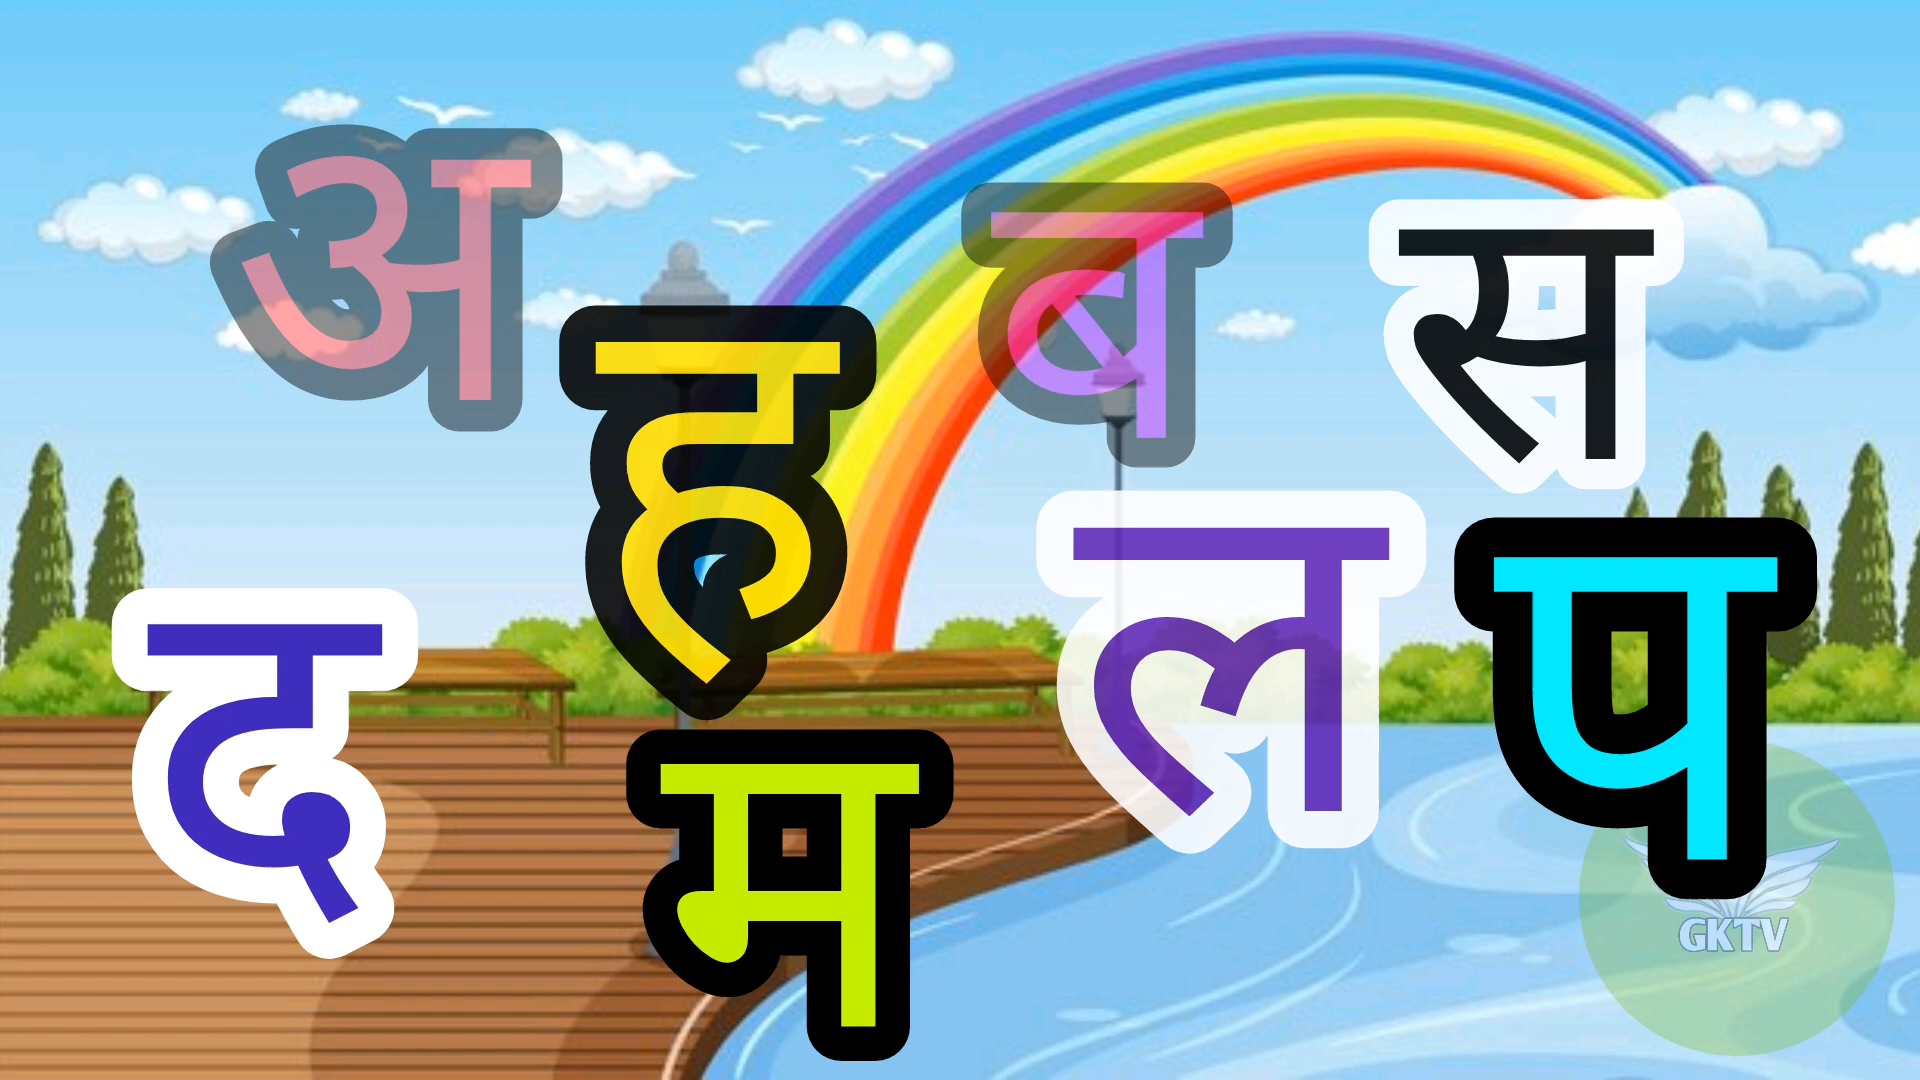 अ ब स
ह ल प
द म
GKTV